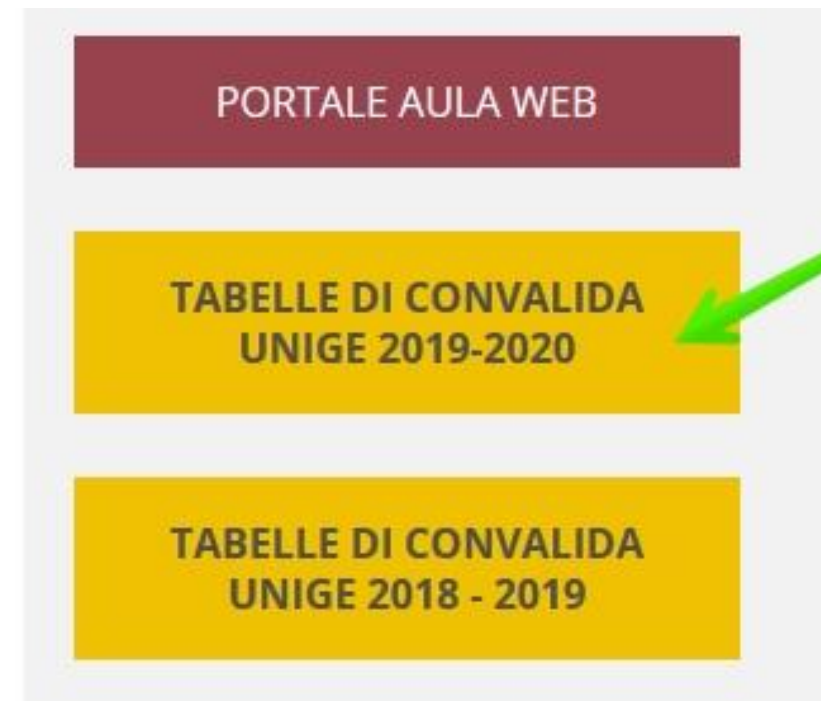 PORTALE AULA WEB
TABELLE DI CONVALIDA
UNIGE 2019-2020
TABELLE DI CONVALIDA
UNIGE 2018 - 2019